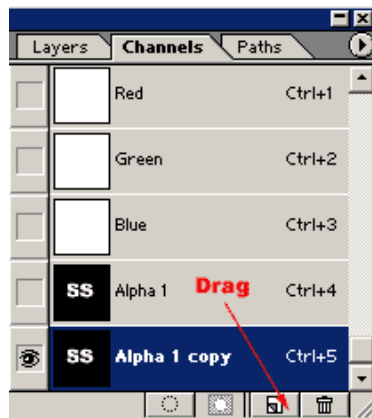 Layers Channels Paths
Red Ctrl+1
Green Ctrl+2
Blue Ctrl+3
SS Alpha 1 Drag Ctrl+4
SS Alpha 1 copy Ctrl+5